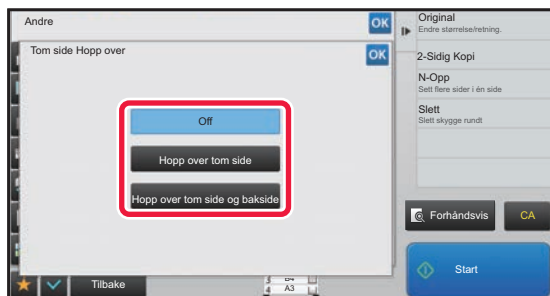 Andre
OK
Tom side Hopp over
OK
Off
Hopp over tom side
Hopp over tom side og bakside
Tilbake
A3
Original
Endre størrelse/retning.
2-Sidig Kopi
N-Opp
Sett flere sider i én side
Slett
Slett skygge rundt
Forhåndsvis
CA
Start